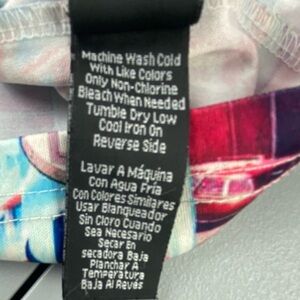 Machine Wash Cold
With Like Colors
Only Non-Chlorine
Bleach When Needed
Tumble Dry Low
Cool Iron On
Reverse Side
Lavar A Máquina
Con Agua Fría
Con Colores Similares
Usar Blanqueador
Sin Cloro Cuando
Sea Necesario
Secar En
secadora Baja
Planchar A
Temperatura
Baja Al Revés